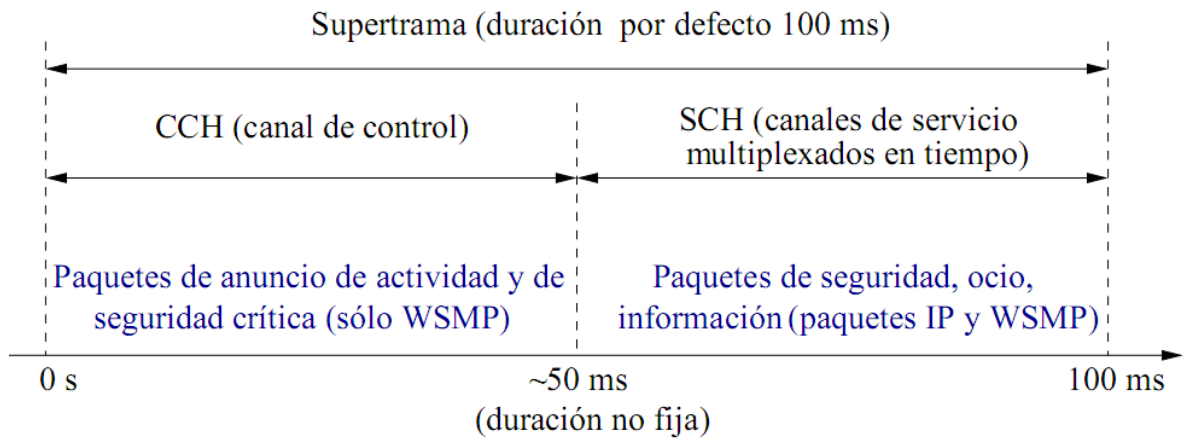 Supertrama (duración por defecto 100 ms)
CCH (canal de control)
SCH (canales de servicio
multiplexados en tiempo)
Paquetes de anuncio de actividad y de
seguridad crítica (sólo WSMP)
Paquetes de seguridad, ocio,
información (paquetes IP y WSMP)
0 s
~50 ms
100 ms
(duración no fija)